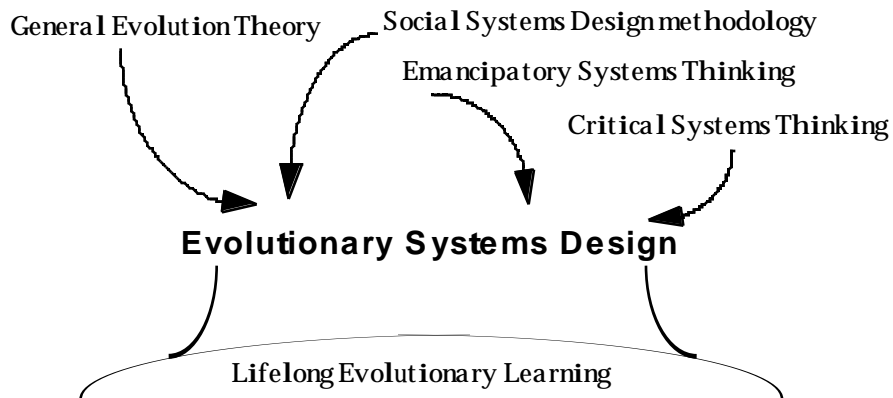 General Evolution Theory
Social Systems Design methodology
Emancipatory Systems Thinking
Critical Systems Thinking
Evolutionary Systems Design
Lifelong Evolutionary Learning